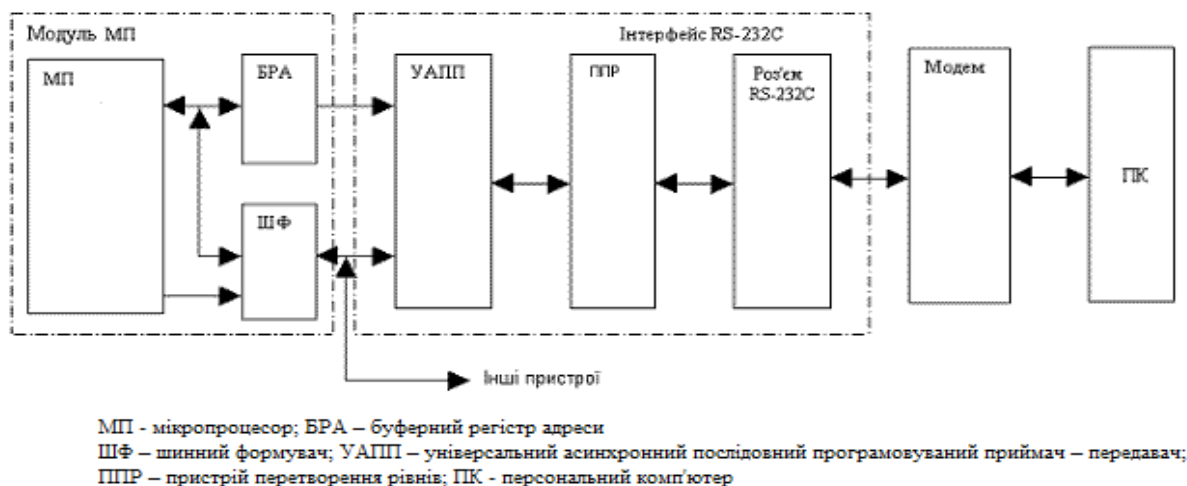 Модуль МП
Інтерфейс RS-232C
МП
БРА
УАПП
ППР
Роз'єм
RS-232C
Модем
ПК
ШФ
Інші пристрої
МП - мікропроцесор; БРА – буферний регістр адреси
ШФ – шинний формувач; УАПП – універсальний асинхронний послідовний програмовуваний приймач – передавач;
ППР – пристрій перетворення рівнів; ПК - персональний комп'ютер